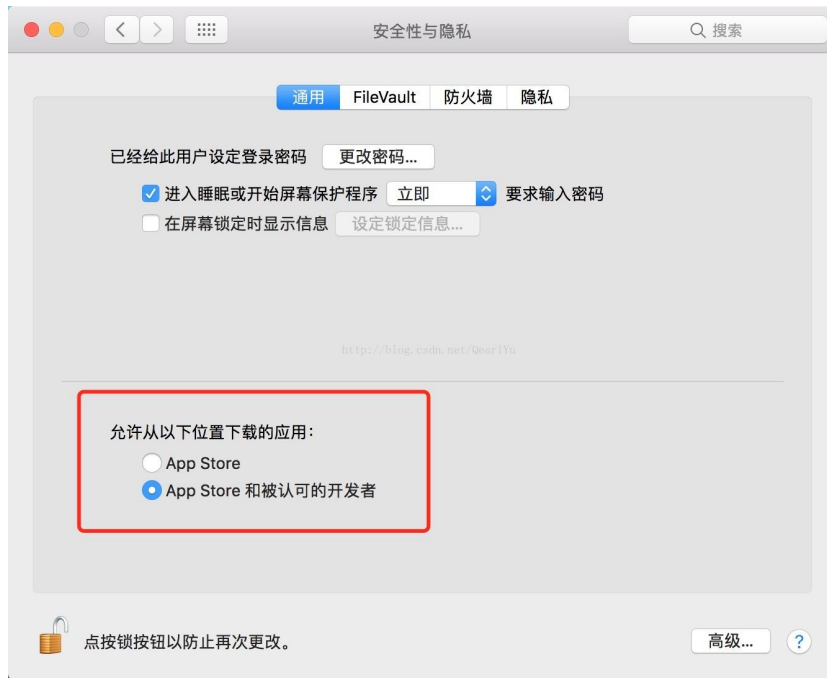 安全性与隐私
搜索
通用 FileVault 防火墙 隐私
已经给此用户设定登录密码 更改密码...
进入睡眠或开始屏幕保护程序 立即 要求输入密码
在屏幕锁定时显示信息 设定锁定信息...
http://blog.csdn.net/QearlYu
允许从以下位置下载的应用：
App Store
App Store 和被认可的开发者
点按锁按钮以防止再次更改。 高级... ?